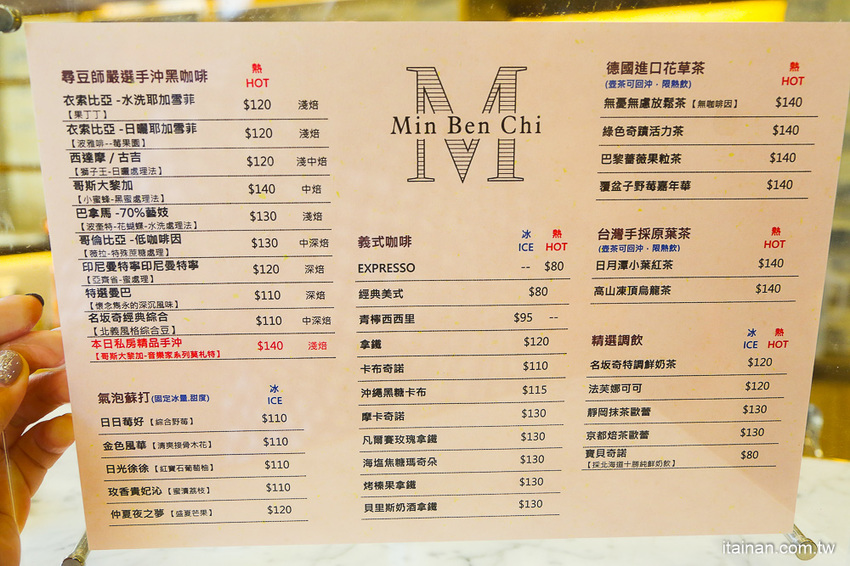 尋豆師嚴選手沖黑咖啡 熱 HOT
衣索比亞 -水洗耶加雪菲 $120 淺焙
【果丁丁】
衣索比亞 -日曬耶加雪菲 $120 淺焙
【波雅啡--莓果園】
西達摩 / 古吉 $120 淺中焙
【獅子王-日曬處理法】
哥斯大黎加 $140 中焙
【小蜜蜂-黑蜜處理法】
巴拿馬 -70%藝妓 $130 淺焙
【波奎特-花蝴蝶-水洗處理法】
哥倫比亞 -低咖啡因 $130 中深焙
【薇拉-特殊蔗糖處理】
印尼曼特寧印尼曼特寧 $120 深焙
【亞齊省-蜜處理】
特選曼巴 $110 深焙
【懷念雋永的深沉風味】
名坂奇經典綜合 $110 中深焙
【北義風格綜合豆】
本日私房精品手沖 $140 淺焙
【哥斯大黎加-音樂家系列莫札特】
氣泡蘇打(固定冰量.甜度) 冰 ICE
日日莓好【綜合野莓】 $110
金色風華【清爽接骨木花】 $110
日光徐徐【紅寶石葡萄柚】 $110
玫香貴妃沁【蜜漬荔枝】 $110
仲夏夜之夢【盛夏芒果】 $120
M
Min Ben Chi
義式咖啡 冰 ICE 熱 HOT
EXPRESSO -- $80
經典美式 $80
青檸西西里 $95 --
拿鐵 $120
卡布奇諾 $110
沖繩黑糖卡布 $115
摩卡奇諾 $130
凡爾賽玫瑰拿鐵 $130
海塩焦糖瑪奇朵 $130
烤榛果拿鐵 $130
貝里斯奶酒拿鐵 $130
德國進口花草茶 熱 HOT
(壺茶可回沖．限熱飲)
無憂無慮放鬆茶【無咖啡因】 $140
綠色奇蹟活力茶 $140
巴黎薔薇果粒茶 $140
覆盆子野莓嘉年華 $140
台灣手採原葉茶 熱 HOT
(壺茶可回沖．限熱飲)
日月潭小葉紅茶 $140
高山凍頂烏龍茶 $140
精選調飲 冰 ICE 熱 HOT
名坂奇特調鮮奶茶 $120
法芙娜可可 $120
靜岡抹茶歐蕾 $130
京都焙茶歐蕾 $130
寶貝奇諾 $80
【採北海道十勝純鮮奶飲】
itainan.com.tw